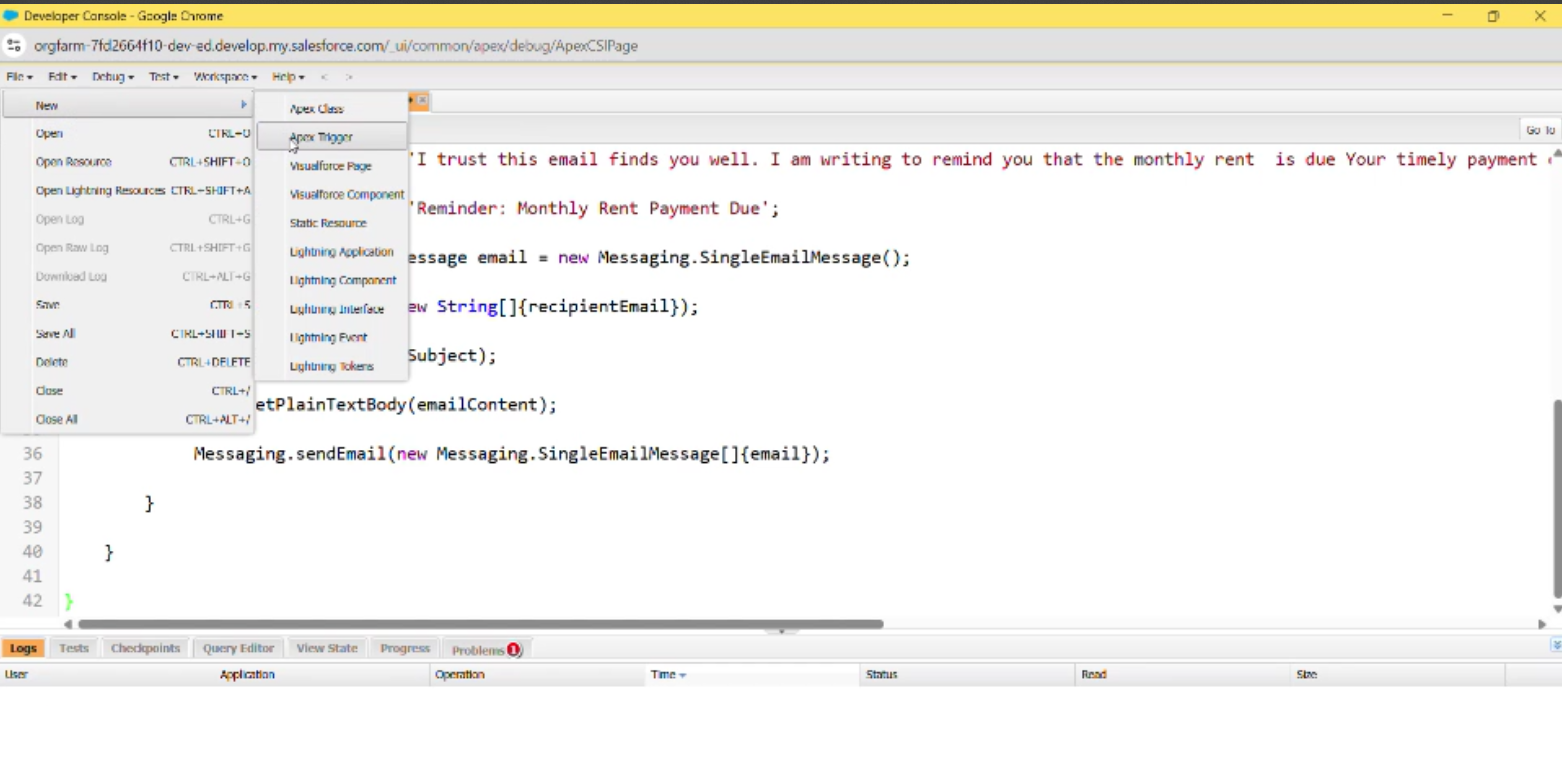 Developer Console - Google Chrome
orgfarm-7fd2664f10-dev-ed.develop.my.salesforce.com/_ui/common/apex/debug/ApexCSIPage
File Edit Debug Test Workspace Help < >
New
Open CTRL+O
Open Resource CTRL+SHIFT+O
Open Lightning Resources CTRL+SHIFT+A
Open Log CTRL+G
Open Raw Log CTRL+SHIFT+G
Download Log CTRL+ALT+G
Save CTRL+S
Save All CTRL+SHIFT+S
Delete CTRL+DELETE
Close CTRL+/
Close All CTRL+ALT+/
Apex Class
Apex Trigger
Visualforce Page
Visualforce Component
Static Resource
Lightning Application
Lightning Component
Lightning Interface
Lightning Event
Lightning Tokens
Go To
'I trust this email finds you well. I am writing to remind you that the monthly rent  is due Your timely payment
'Reminder: Monthly Rent Payment Due';
essage email = new Messaging.SingleEmailMessage();
ew String[]{recipientEmail});
Subject);
etPlainTextBody(emailContent);
36 Messaging.sendEmail(new Messaging.SingleEmailMessage[]{email});
37
38 }
39
40 }
41
42 }
Logs Tests Checkpoints Query Editor View State Progress Problems 1
User Application Operation Time Status Read Size